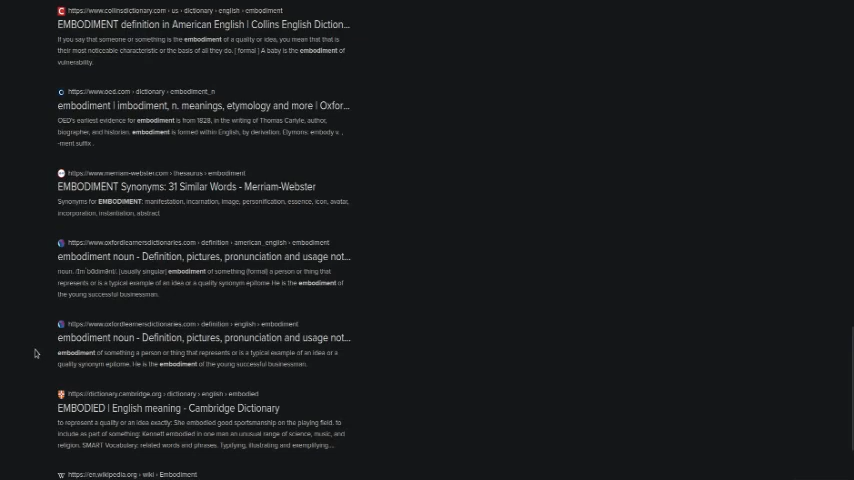 https://www.collinsdictionary.com › us › dictionary › english › embodiment
EMBODIMENT definition in American English | Collins English Diction...
If you say that someone or something is the embodiment of a quality or idea, you mean that that is
their most noticeable characteristic or the basis of all they do. [ formal ] A baby is the embodiment of
vulnerability.
https://www.oed.com › dictionary › embodiment_n
embodiment | imbodiment, n. meanings, etymology and more | Oxfor...
OED's earliest evidence for embodiment is from 1828, in the writing of Thomas Carlyle, author,
biographer, and historian. embodiment is formed within English, by derivation. Etymons: embody v. ,
-ment suffix .
https://www.merriam-webster.com › thesaurus › embodiment
EMBODIMENT Synonyms: 31 Similar Words - Merriam-Webster
Synonyms for EMBODIMENT: manifestation, incarnation, image, personification, essence, icon, avatar,
incorporation, instantiation, abstract
https://www.oxfordlearnersdictionaries.com › definition › american_english › embodiment
embodiment noun - Definition, pictures, pronunciation and usage not...
noun. [usually singular] embodiment of something (formal) a person or thing that
represents or is a typical example of an idea or a quality synonym epitome He is the embodiment of
the young successful businessman.
https://www.oxfordlearnersdictionaries.com › definition › english › embodiment
embodiment noun - Definition, pictures, pronunciation and usage not...
embodiment of something a person or thing that represents or is a typical example of an idea or a
quality synonym epitome. He is the embodiment of the young successful businessman.
https://dictionary.cambridge.org › dictionary › english › embodied
EMBODIED | English meaning - Cambridge Dictionary
to represent a quality or an idea exactly: She embodied good sportsmanship on the playing field. to
include as part of something: Kennett embodied in one man an unusual range of science, music, and
religion. SMART Vocabulary: related words and phrases. Typifying, illustrating and exemplifying...
https://en.wikipedia.org › wiki › Embodiment